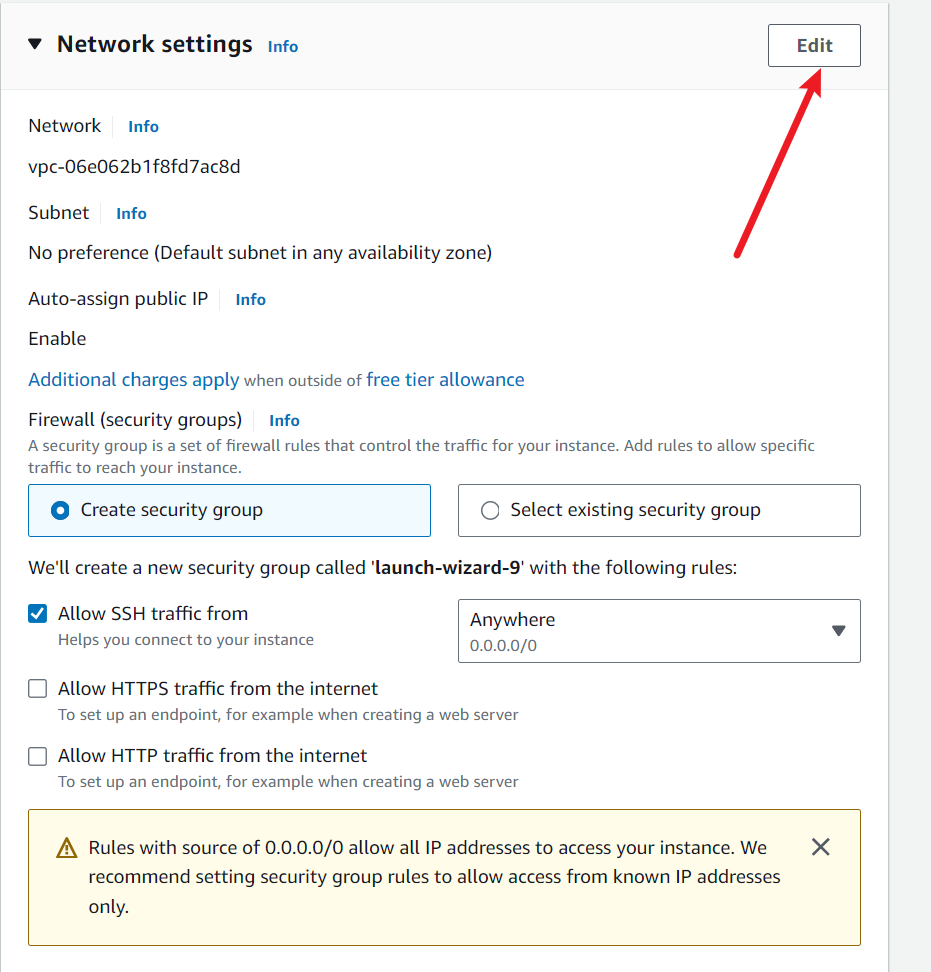 Network settings Info Edit
Network Info
vpc-06e062b1f8fd7ac8d
Subnet Info
No preference (Default subnet in any availability zone)
Auto-assign public IP Info
Enable
Additional charges apply when outside of free tier allowance
Firewall (security groups) Info
A security group is a set of firewall rules that control the traffic for your instance. Add rules to allow specific
traffic to reach your instance.
Create security group
Select existing security group
We'll create a new security group called 'launch-wizard-9' with the following rules:
Allow SSH traffic from
Helps you connect to your instance
Anywhere
0.0.0.0/0
Allow HTTPS traffic from the internet
To set up an endpoint, for example when creating a web server
Allow HTTP traffic from the internet
To set up an endpoint, for example when creating a web server
Rules with source of 0.0.0.0/0 allow all IP addresses to access your instance. We
recommend setting security group rules to allow access from known IP addresses
only.